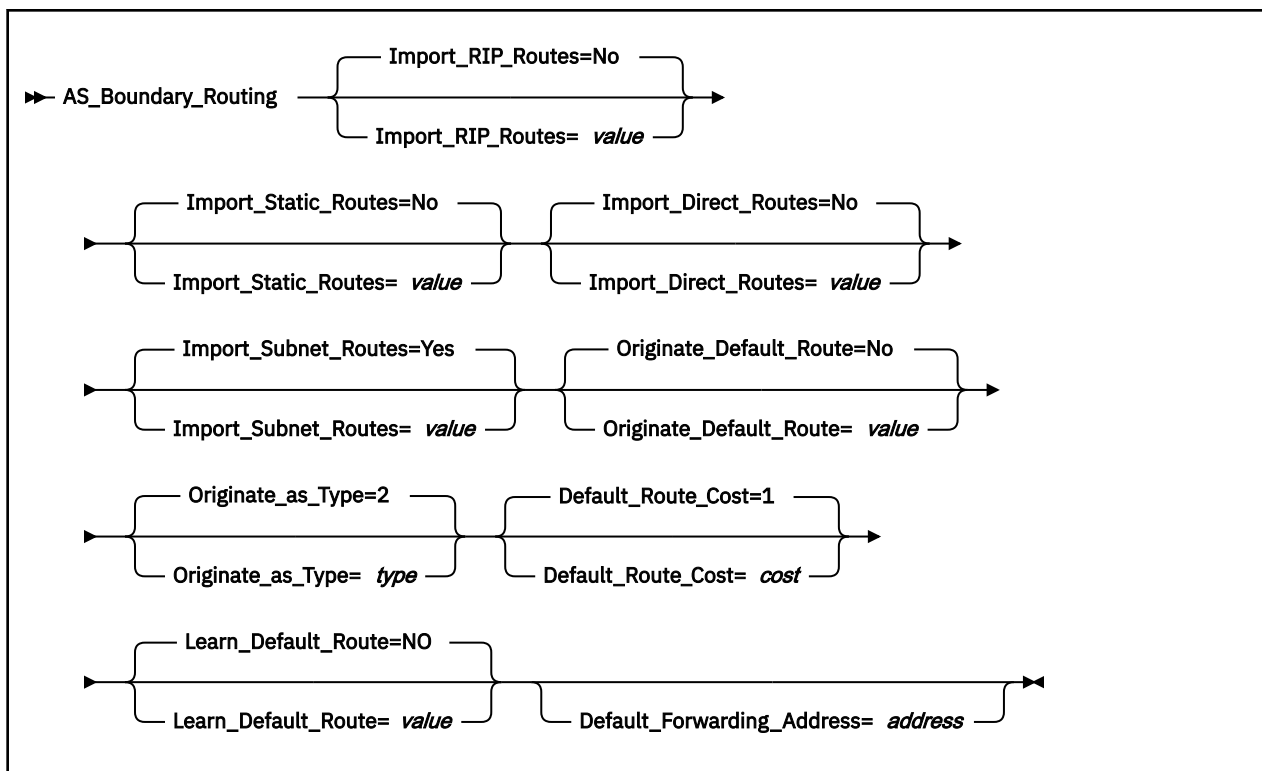 Import_RIP_Routes=No
AS_Boundary_Routing
Import_RIP_Routes= value
Import_Static_Routes=No Import_Direct_Routes=No
Import_Static_Routes= value Import_Direct_Routes= value
Import_Subnet_Routes=Yes Originate_Default_Route=No
Import_Subnet_Routes= value Originate_Default_Route= value
Originate_as_Type=2 Default_Route_Cost=1
Originate_as_Type= type Default_Route_Cost= cost
Learn_Default_Route=NO
Learn_Default_Route= value Default_Forwarding_Address= address